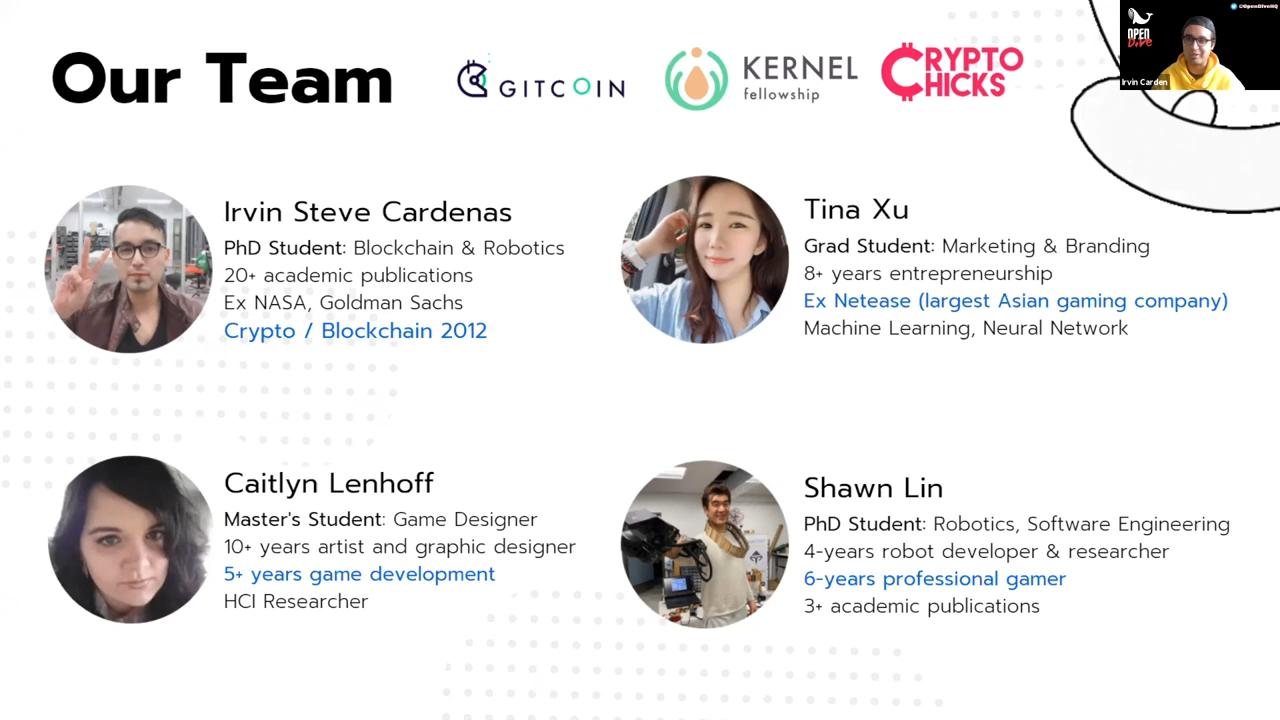 Our Team
GITCOIN
KERNEL
fellowship
CRYPTO
CHICKS
OPEN
Dive
@OpenDiveHQ
Irvin Carden
Irvin Steve Cardenas
PhD Student: Blockchain & Robotics
20+ academic publications
Ex NASA, Goldman Sachs
Crypto / Blockchain 2012
Tina Xu
Grad Student: Marketing & Branding
8+ years entrepreneurship
Ex Netease (largest Asian gaming company)
Machine Learning, Neural Network
Caitlyn Lenhoff
Master's Student: Game Designer
10+ years artist and graphic designer
5+ years game development
HCI Researcher
Shawn Lin
PhD Student: Robotics, Software Engineering
4-years robot developer & researcher
6-years professional gamer
3+ academic publications